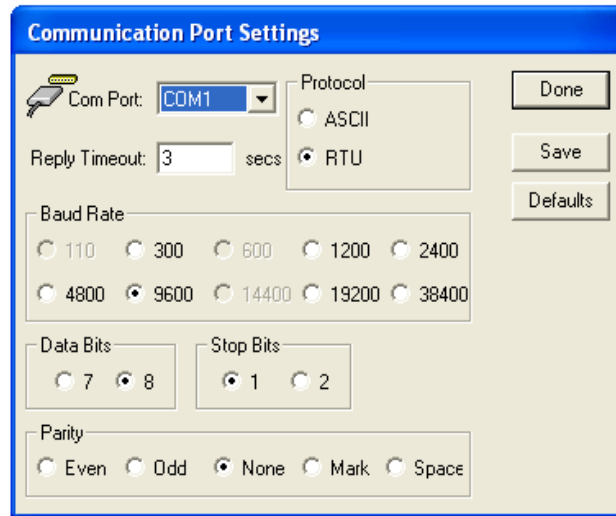 Communication Port Settings
Com Port: COM1
Protocol
ASCII
RTU
Reply Timeout: 3 secs
Done
Save
Defaults
Baud Rate
110 300 600 1200 2400
4800 9600 14400 19200 38400
Data Bits
7 8
Stop Bits
1 2
Parity
Even Odd None Mark Space